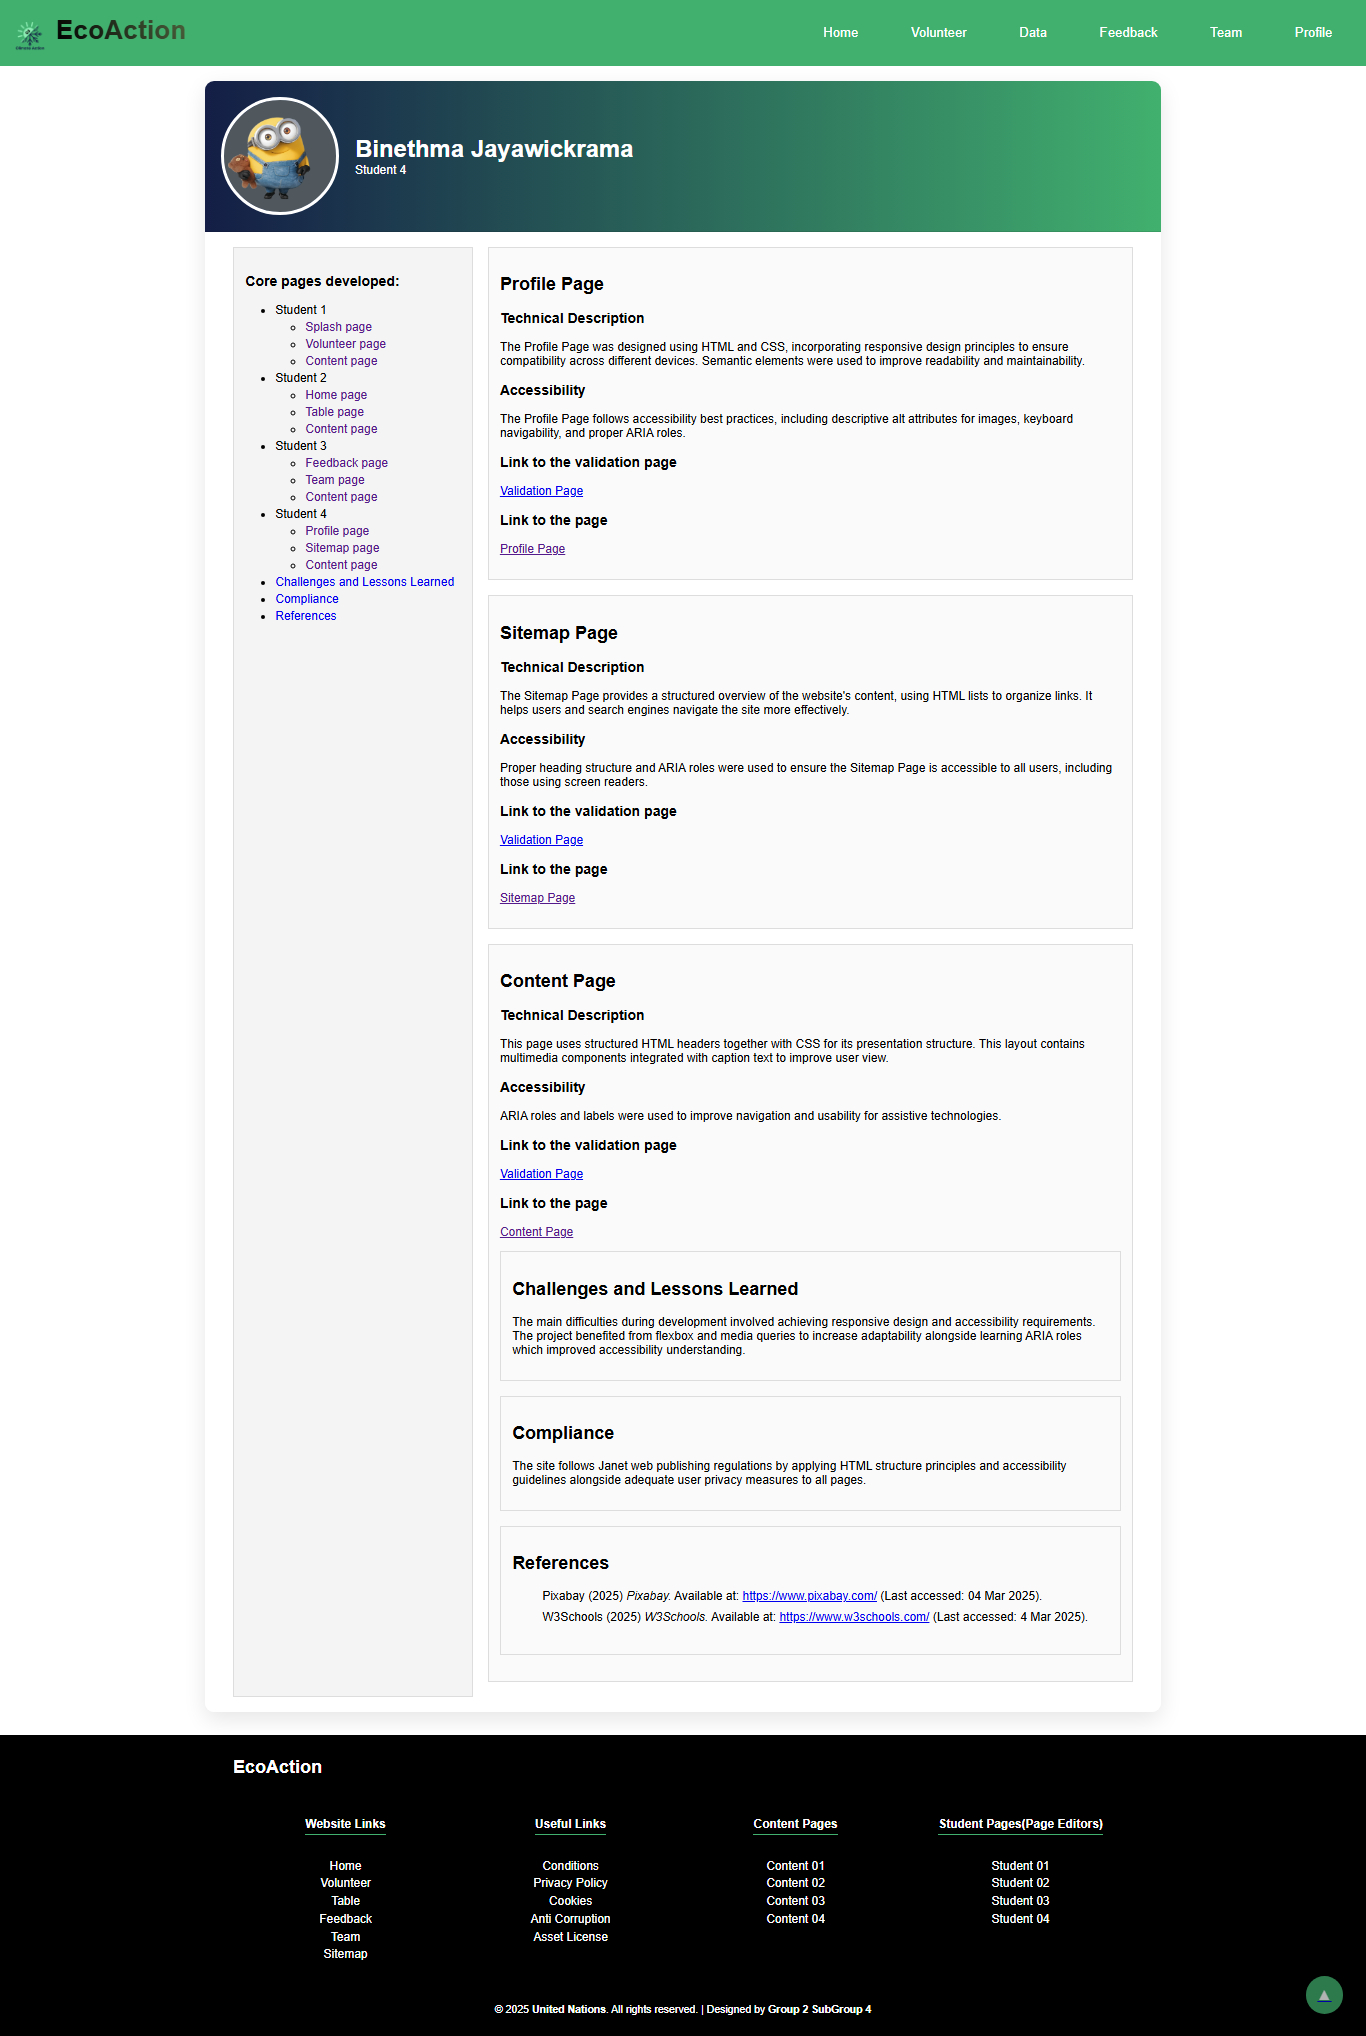 EcoAction
Home Volunteer Data Feedback Team Profile
Binethma Jayawickrama
Student 4
Core pages developed:
Student 1
Splash page
Volunteer page
Content page
Student 2
Home page
Table page
Content page
Student 3
Feedback page
Team page
Content page
Student 4
Profile page
Sitemap page
Content page
Challenges and Lessons Learned
Compliance
References
Profile Page
Technical Description
The Profile Page was designed using HTML and CSS, incorporating responsive design principles to ensure
compatibility across different devices. Semantic elements were used to improve readability and maintainability.
Accessibility
The Profile Page follows accessibility best practices, including descriptive alt attributes for images, keyboard
navigability, and proper ARIA roles.
Link to the validation page
Validation Page
Link to the page
Profile Page
Sitemap Page
Technical Description
The Sitemap Page provides a structured overview of the website's content, using HTML lists to organize links. It
helps users and search engines navigate the site more effectively.
Accessibility
Proper heading structure and ARIA roles were used to ensure the Sitemap Page is accessible to all users, including
those using screen readers.
Link to the validation page
Validation Page
Link to the page
Sitemap Page
Content Page
Technical Description
This page uses structured HTML headers together with CSS for its presentation structure. This layout contains
multimedia components integrated with caption text to improve user view.
Accessibility
ARIA roles and labels were used to improve navigation and usability for assistive technologies.
Link to the validation page
Validation Page
Link to the page
Content Page
Challenges and Lessons Learned
The main difficulties during development involved achieving responsive design and accessibility requirements.
The project benefited from flexbox and media queries to increase adaptability alongside learning ARIA roles
which improved accessibility understanding.
Compliance
The site follows Janet web publishing regulations by applying HTML structure principles and accessibility
guidelines alongside adequate user privacy measures to all pages.
References
Pixabay (2025) Pixabay. Available at: https://www.pixabay.com/ (Last accessed: 04 Mar 2025).
W3Schools (2025) W3Schools. Available at: https://www.w3schools.com/ (Last accessed: 4 Mar 2025).
EcoAction
Website Links
Home
Volunteer
Table
Feedback
Team
Sitemap
Useful Links
Conditions
Privacy Policy
Cookies
Anti Corruption
Asset License
Content Pages
Content 01
Content 02
Content 03
Content 04
Student Pages(Page Editors)
Student 01
Student 02
Student 03
Student 04
© 2025 United Nations. All rights reserved. | Designed by Group 2 SubGroup 4